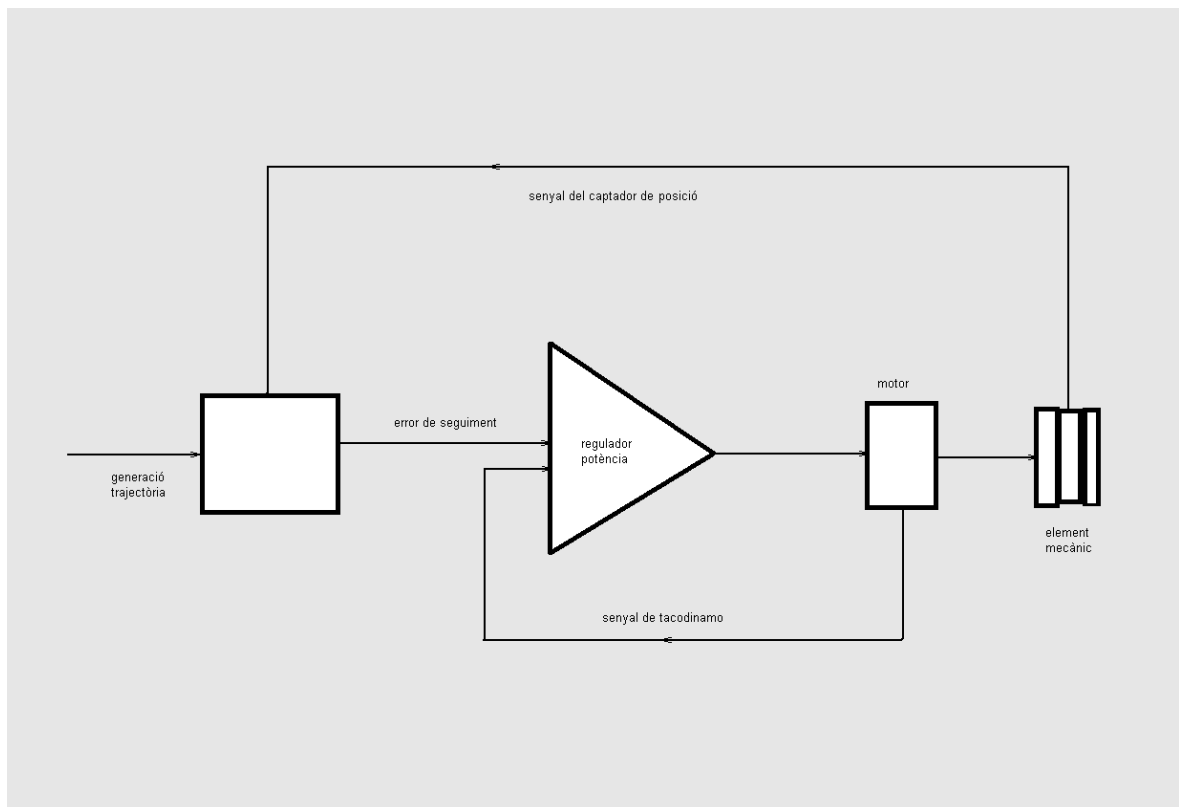 senyal del captador de posició
motor
error de seguiment
regulador
potència
generació
trajectòria
element
mecànic
senyal de tacodinamo